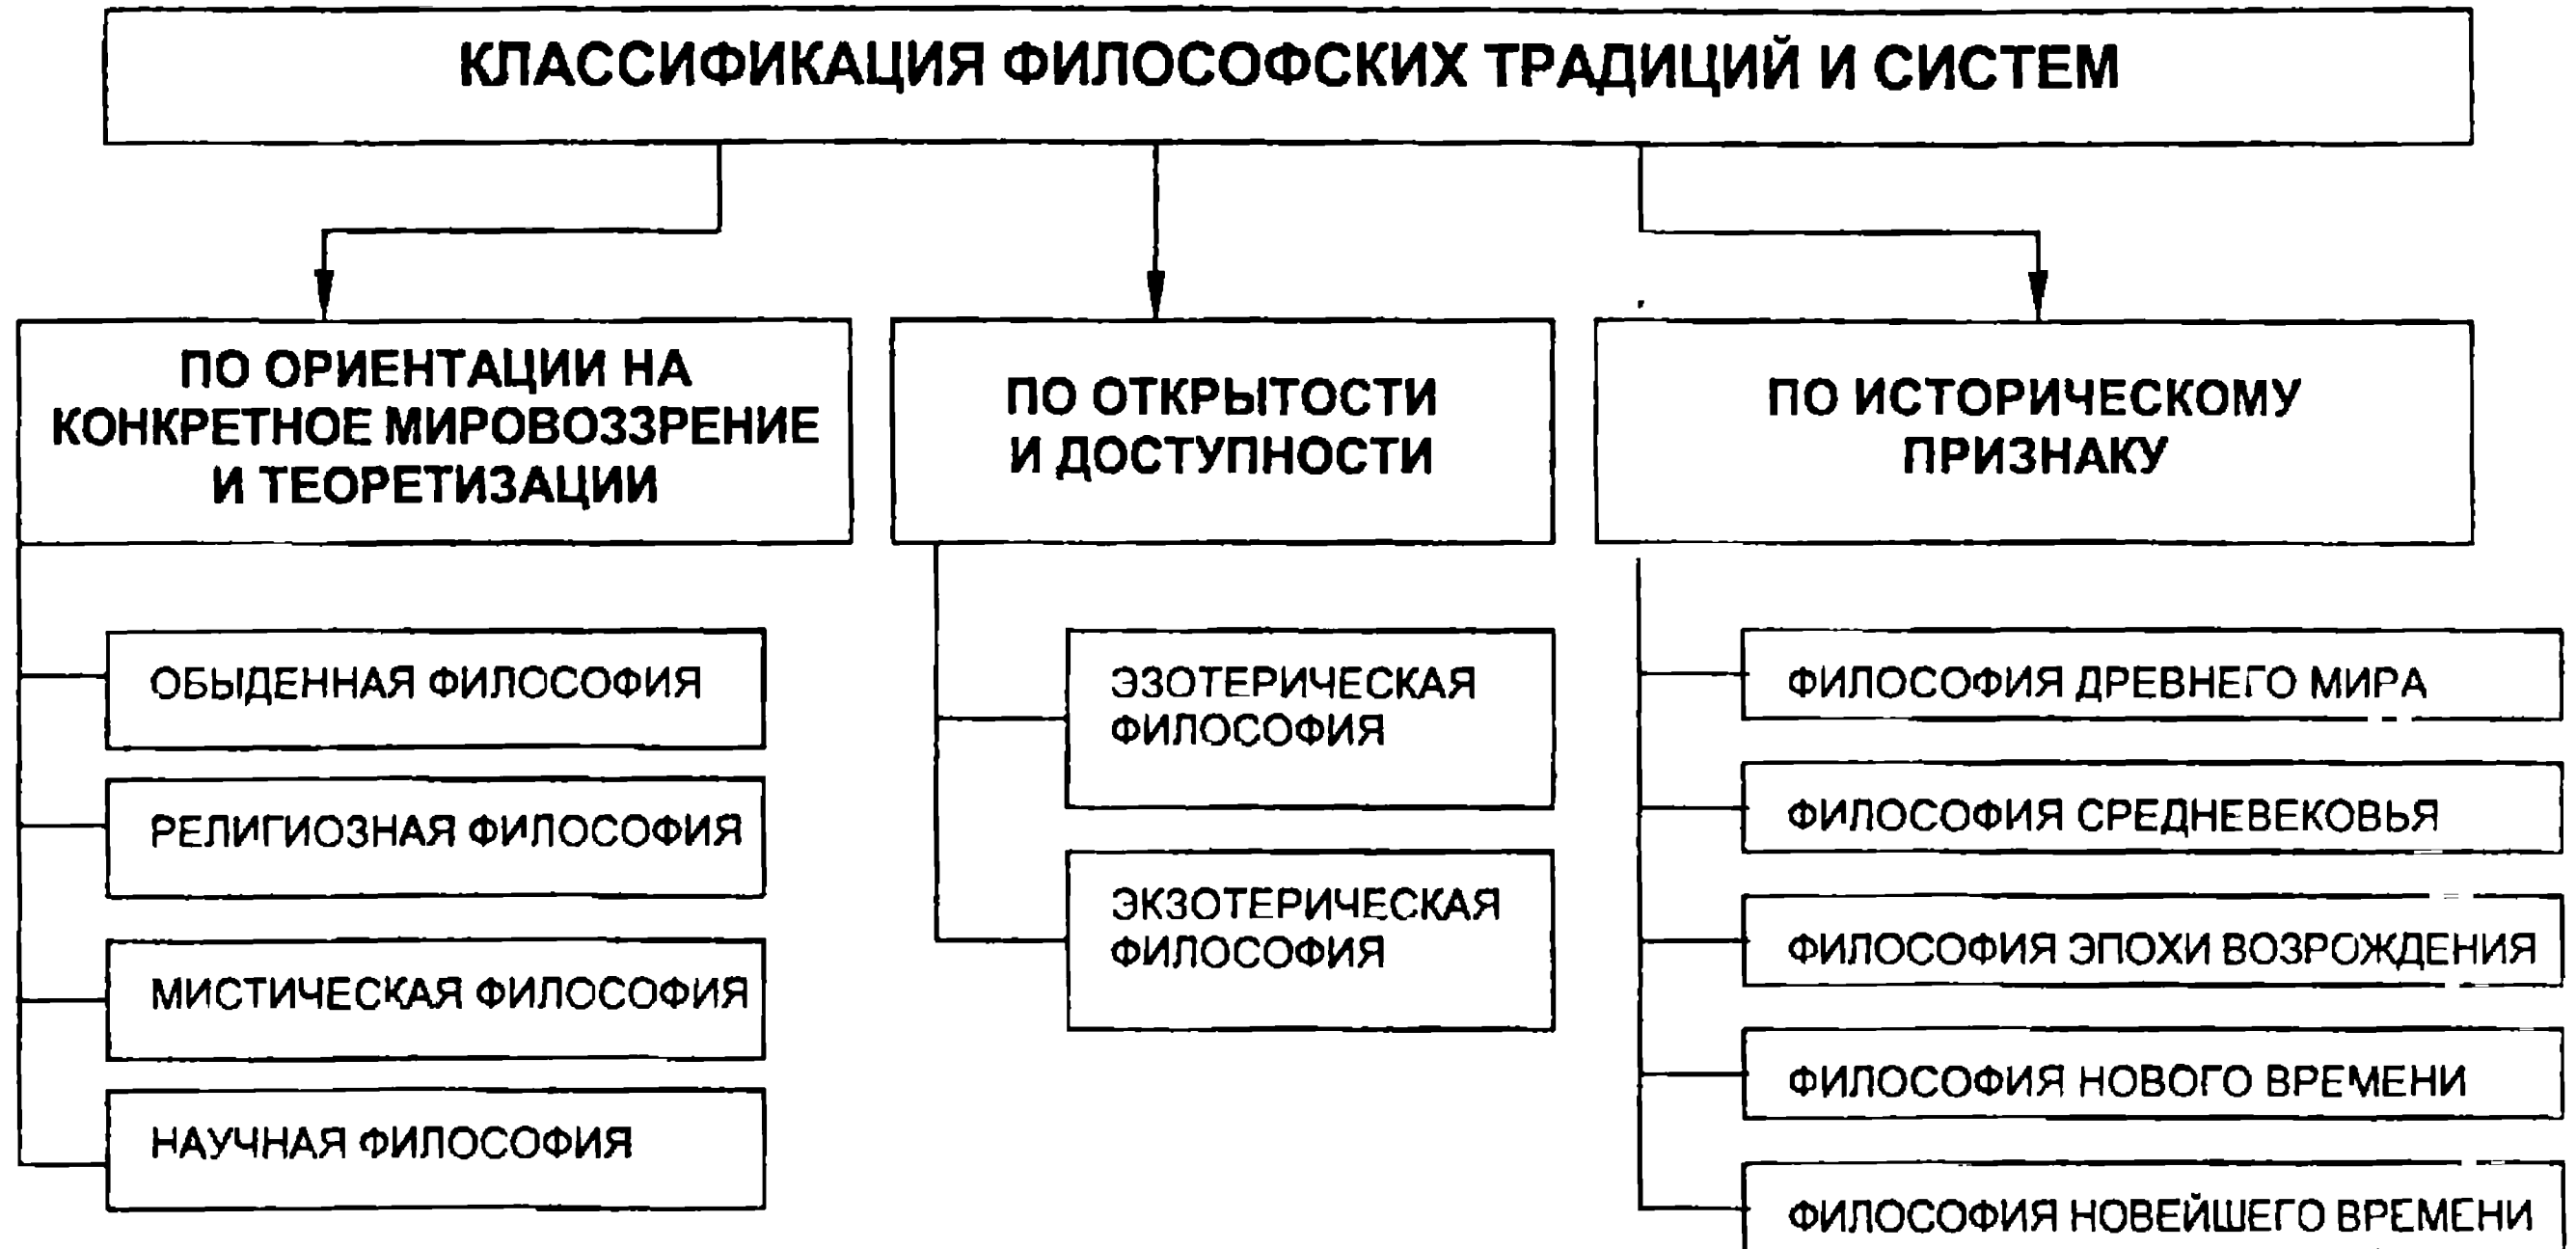 КЛАССИФИКАЦИЯ ФИЛОСОФСКИХ ТРАДИЦИЙ И СИСТЕМ
ПО ОРИЕНТАЦИИ НА
КОНКРЕТНОЕ МИРОВОЗЗРЕНИЕ
И ТЕОРЕТИЗАЦИИ
ОБЫДЕННАЯ ФИЛОСОФИЯ
РЕЛИГИОЗНАЯ ФИЛОСОФИЯ
МИСТИЧЕСКАЯ ФИЛОСОФИЯ
НАУЧНАЯ ФИЛОСОФИЯ
ПО ОТКРЫТОСТИ
И ДОСТУПНОСТИ
ЭЗОТЕРИЧЕСКАЯ
ФИЛОСОФИЯ
ЭКЗОТЕРИЧЕСКАЯ
ФИЛОСОФИЯ
ПО ИСТОРИЧЕСКОМУ
ПРИЗНАКУ
ФИЛОСОФИЯ ДРЕВНЕГО МИРА
ФИЛОСОФИЯ СРЕДНЕВЕКОВЬЯ
ФИЛОСОФИЯ ЭПОХИ ВОЗРОЖДЕНИЯ
ФИЛОСОФИЯ НОВОГО ВРЕМЕНИ
ФИЛОСОФИЯ НОВЕЙШЕГО ВРЕМЕНИ